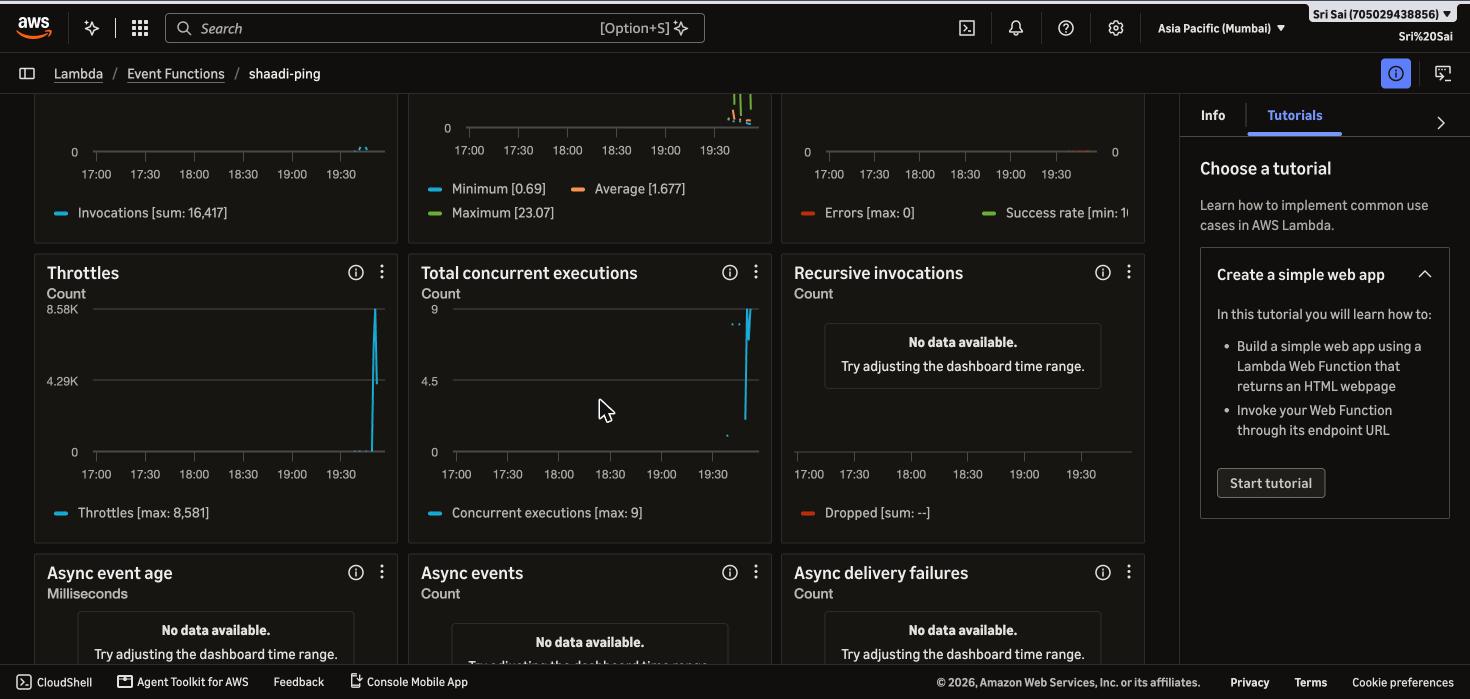 aws
Search
[Option+S]
Asia Pacific (Mumbai)
Sri Sai (705029438856)
Sri%20Sai
Lambda / Event Functions / shaadi-ping
0
17:00 17:30 18:00 18:30 19:00 19:30
Invocations [sum: 16,417]
0
17:00 17:30 18:00 18:30 19:00 19:30
Minimum [0.69] Average [1.677]
Maximum [23.07]
0 0
17:00 17:30 18:00 18:30 19:00 19:30
Errors [max: 0] Success rate [min:
Throttles
Count
8.58K
4.29K
0
17:00 17:30 18:00 18:30 19:00 19:30
Throttles [max: 8,581]
Total concurrent executions
Count
9
4.5
0
17:00 17:30 18:00 18:30 19:00 19:30
Concurrent executions [max: 9]
Recursive invocations
Count
No data available.
Try adjusting the dashboard time range.
17:00 17:30 18:00 18:30 19:00 19:30
Dropped [sum: --]
Async event age
Milliseconds
No data available.
Try adjusting the dashboard time range.
Async events
Count
No data available.
Try adjusting the dashboard time range.
Async delivery failures
Count
No data available.
Try adjusting the dashboard time range.
Info Tutorials
Choose a tutorial
Learn how to implement common use
cases in AWS Lambda.
Create a simple web app
In this tutorial you will learn how to:
• Build a simple web app using a
Lambda Web Function that
returns an HTML webpage
• Invoke your Web Function
through its endpoint URL
Start tutorial
CloudShell Agent Toolkit for AWS Feedback Console Mobile App
© 2026, Amazon Web Services, Inc. or its affiliates. Privacy Terms Cookie preferences